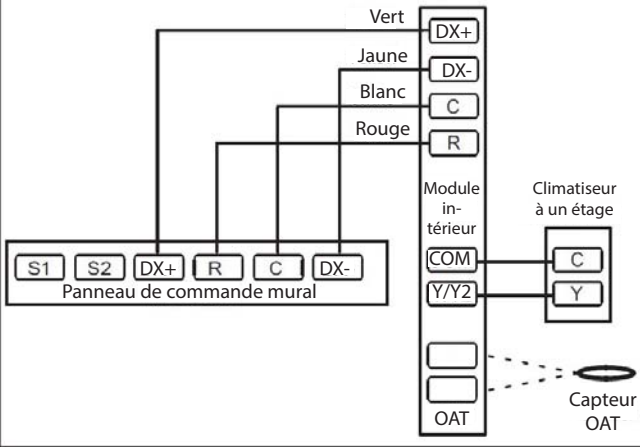 Vert
DX+
Jaune
DX-
Blanc
C
Rouge
R
Module
in-
térieur
Climatiseur
à un étage
COM
C
Y/Y2
Y
S1 S2 DX+ R C DX-
Panneau de commande mural
OAT
Capteur
OAT